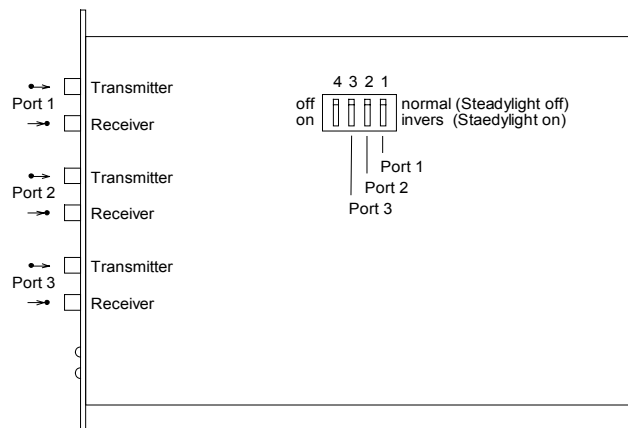 4 3 2 1
off normal (Steadylight off)
on invers (Staedylight on)
Port 1
Port 2
Port 3
Transmitter
Port 1
Receiver
Transmitter
Port 2
Receiver
Transmitter
Port 3
Receiver